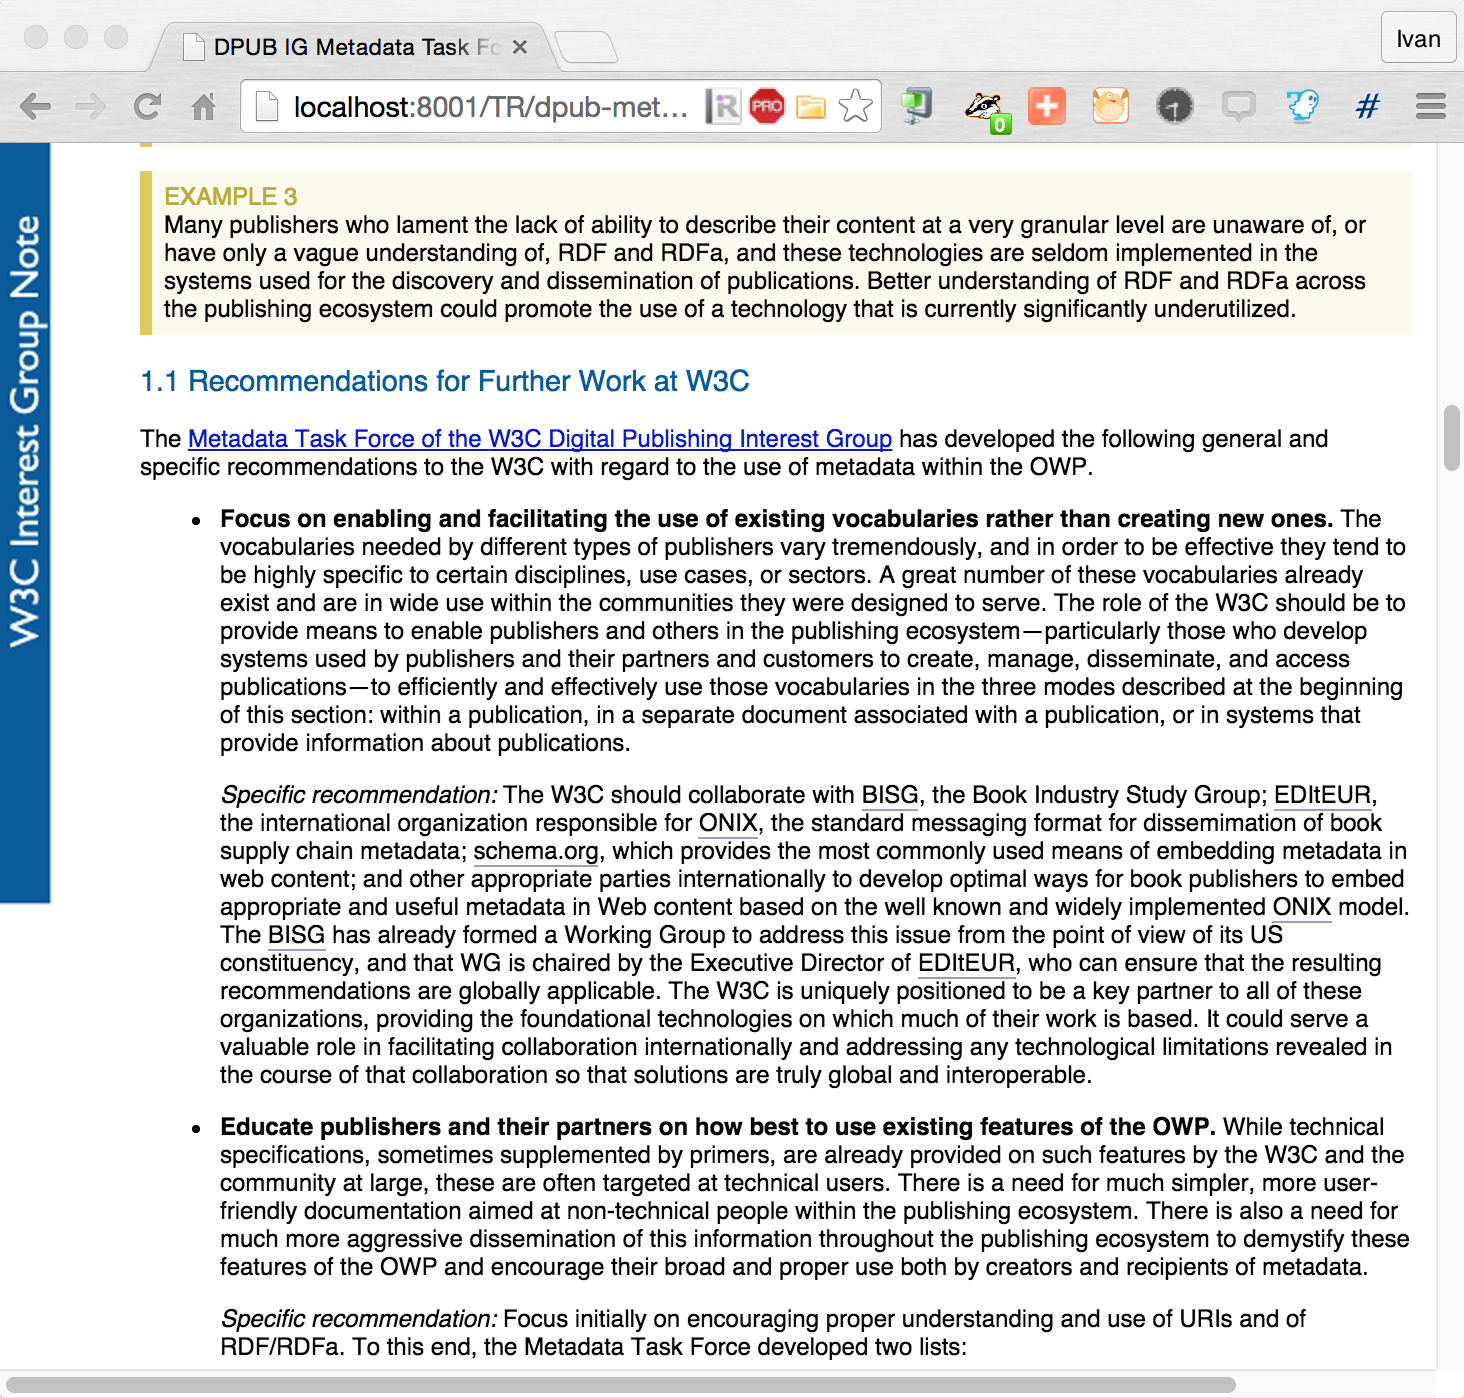 DPUB IG Metadata Task Fo
Ivan
localhost:8001/TR/dpub-met...
R
PRO
0
#
W3C Interest Group Note
EXAMPLE 3
Many publishers who lament the lack of ability to describe their content at a very granular level are unaware of, or
have only a vague understanding of, RDF and RDFa, and these technologies are seldom implemented in the
systems used for the discovery and dissemination of publications. Better understanding of RDF and RDFa across
the publishing ecosystem could promote the use of a technology that is currently significantly underutilized.
1.1 Recommendations for Further Work at W3C
The Metadata Task Force of the W3C Digital Publishing Interest Group has developed the following general and
specific recommendations to the W3C with regard to the use of metadata within the OWP.
• Focus on enabling and facilitating the use of existing vocabularies rather than creating new ones. The
vocabularies needed by different types of publishers vary tremendously, and in order to be effective they tend to
be highly specific to certain disciplines, use cases, or sectors. A great number of these vocabularies already
exist and are in wide use within the communities they were designed to serve. The role of the W3C should be to
provide means to enable publishers and others in the publishing ecosystem—particularly those who develop
systems used by publishers and their partners and customers to create, manage, disseminate, and access
publications—to efficiently and effectively use those vocabularies in the three modes described at the beginning
of this section: within a publication, in a separate document associated with a publication, or in systems that
provide information about publications.
Specific recommendation: The W3C should collaborate with BISG, the Book Industry Study Group; EDItEUR,
the international organization responsible for ONIX, the standard messaging format for dissemimation of book
supply chain metadata; schema.org, which provides the most commonly used means of embedding metadata in
web content; and other appropriate parties internationally to develop optimal ways for book publishers to embed
appropriate and useful metadata in Web content based on the well known and widely implemented ONIX model.
The BISG has already formed a Working Group to address this issue from the point of view of its US
constituency, and that WG is chaired by the Executive Director of EDItEUR, who can ensure that the resulting
recommendations are globally applicable. The W3C is uniquely positioned to be a key partner to all of these
organizations, providing the foundational technologies on which much of their work is based. It could serve a
valuable role in facilitating collaboration internationally and addressing any technological limitations revealed in
the course of that collaboration so that solutions are truly global and interoperable.
• Educate publishers and their partners on how best to use existing features of the OWP. While technical
specifications, sometimes supplemented by primers, are already provided on such features by the W3C and the
community at large, these are often targeted at technical users. There is a need for much simpler, more user-
friendly documentation aimed at non-technical people within the publishing ecosystem. There is also a need for
much more aggressive dissemination of this information throughout the publishing ecosystem to demystify these
features of the OWP and encourage their broad and proper use both by creators and recipients of metadata.
Specific recommendation: Focus initially on encouraging proper understanding and use of URIs and of
RDF/RDFa. To this end, the Metadata Task Force developed two lists: